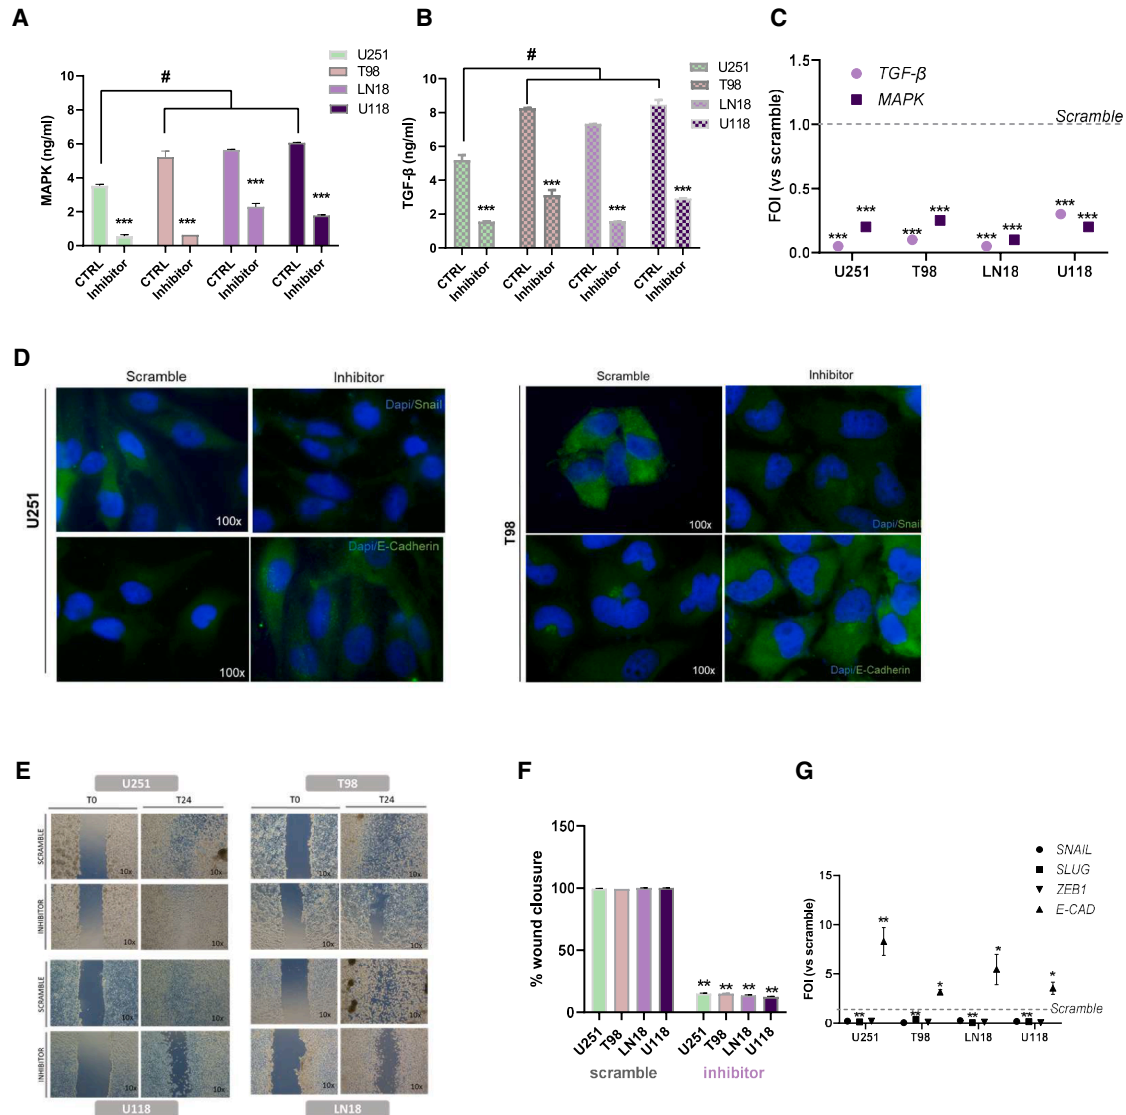 A
B
C
U251
T98
LN18
U118
#
MAPK (ng/ml)
10
8
6
4
2
0
***
***
***
***
CTRL
Inhibitor
CTRL
Inhibitor
CTRL
Inhibitor
CTRL
Inhibitor
U251
T98
LN18
U118
#
TGF-β (ng/ml)
10
8
6
4
2
0
***
***
***
***
CTRL
Inhibitor
CTRL
Inhibitor
CTRL
Inhibitor
CTRL
Inhibitor
TGF-β
MAPK
Scramble
FOI (vs scramble)
1.5
1.0
0.5
0.0
*** ***
*** ***
*** ***
*** ***
U251 T98 LN18 U118
D
Scramble Inhibitor
U251
Dapi/Snail
100x
Dapi/E-Cadherin
100x
Scramble Inhibitor
T98
100x
Dapi/Snail
100x
Dapi/E-Cadherin
E
U251
T0 T24
T98
T0 T24
SCRAMBLE
10x 10x 10x 10x
INHIBITOR
10x 10x 10x 10x
SCRAMBLE
10x 10x 10x 10x
INHIBITOR
10x 10x 10x 10x
U118
LN18
F
% wound clousure
150
100
50
0
** ** ** **
U251 T98 LN18 U118
U251 T98 LN18 U118
scramble inhibitor
G
SNAIL
SLUG
ZEB1
E-CAD
FOI (vs scramble)
15
10
5
0
**
*
*
*
Scramble
** ** ** **
U251 T98 LN18 U118